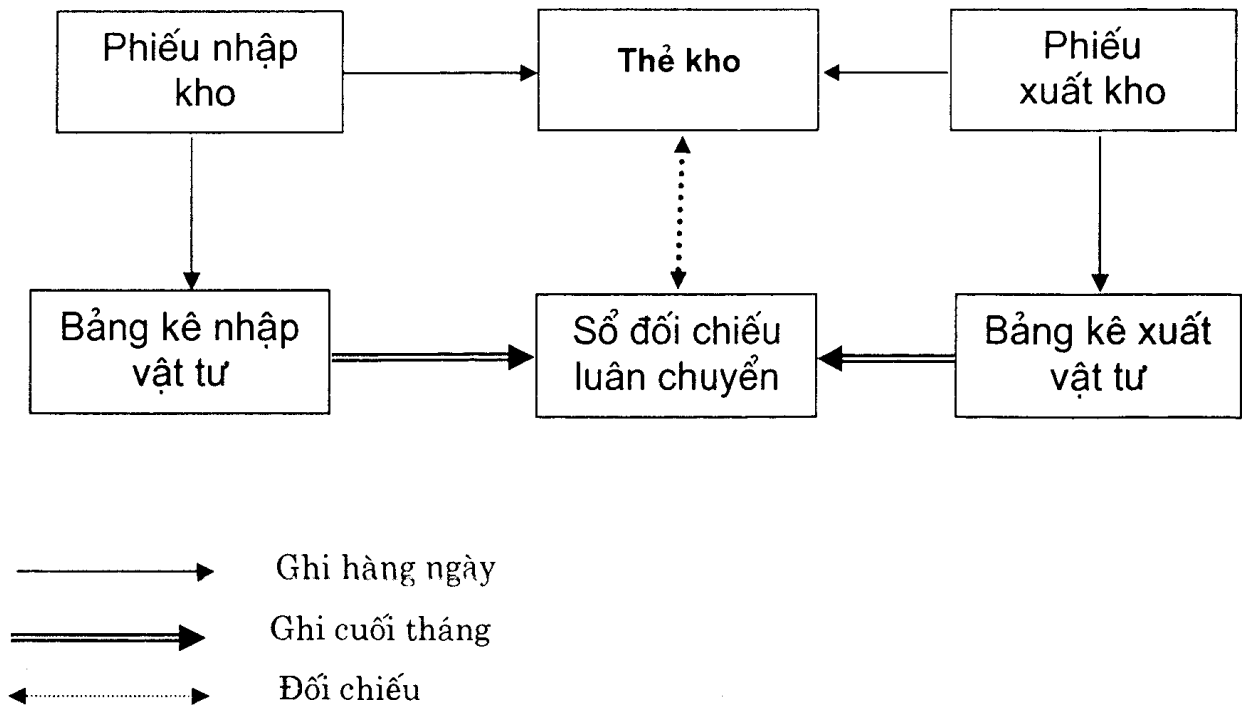 Phiếu nhập
kho
Thẻ kho
Phiếu
xuất kho
Bảng kê nhập
vật tư
Sổ đối chiếu
luân chuyển
Bảng kê xuất
vật tư
Ghi hàng ngày
Ghi cuối tháng
Đối chiếu